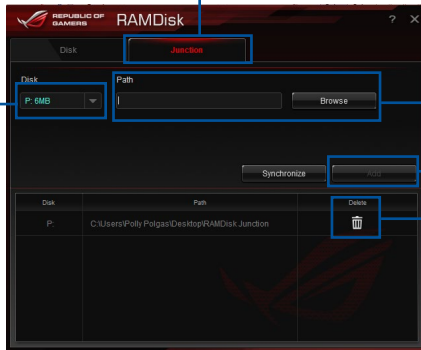 REPUBLIC OF
GAMERS
RAMDisk
? ×
Disk
Junction
Disk
Path
P: 6MB
Browse
Synchronize
Add
Disk
Path
Delete
P:
C:\Users\Polly Polgas\Desktop\RAMDisk Junction